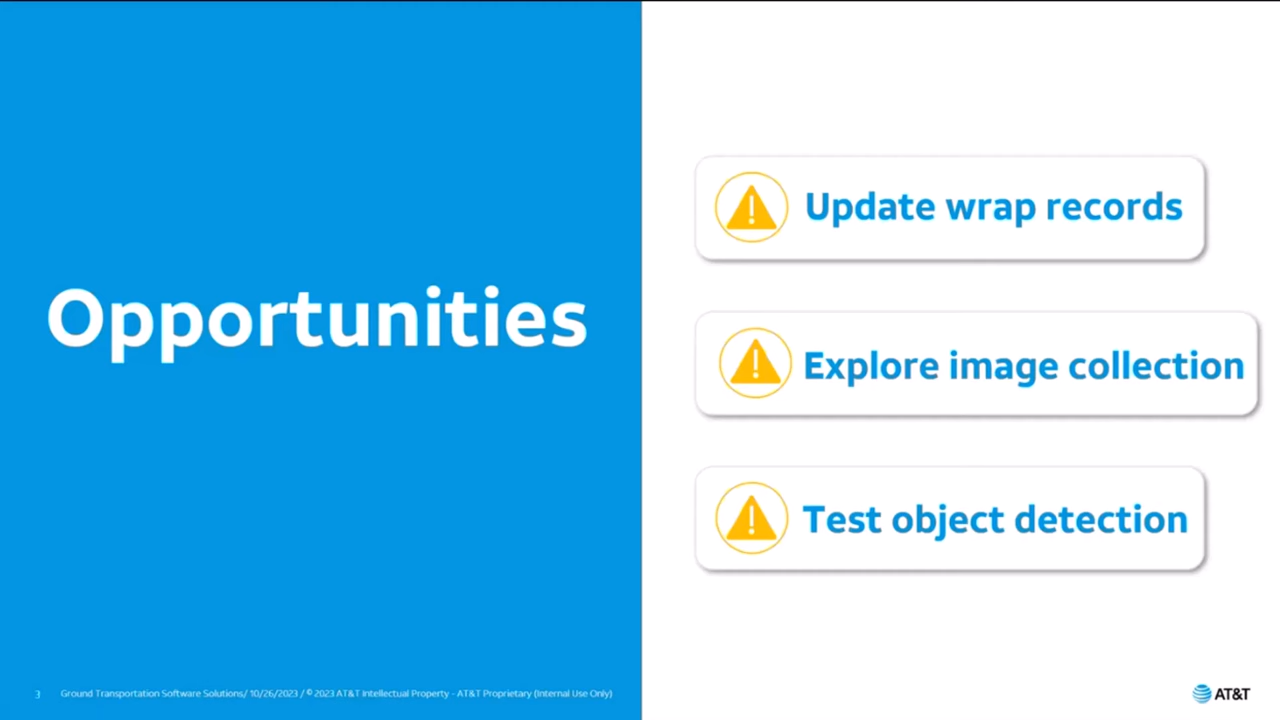 Opportunities
Update wrap records
Explore image collection
Test object detection
3 Ground Transportation Software Solutions/ 10/26/2023 / © 2023 AT&T Intellectual Property - AT&T Proprietary (Internal Use Only)
AT&T